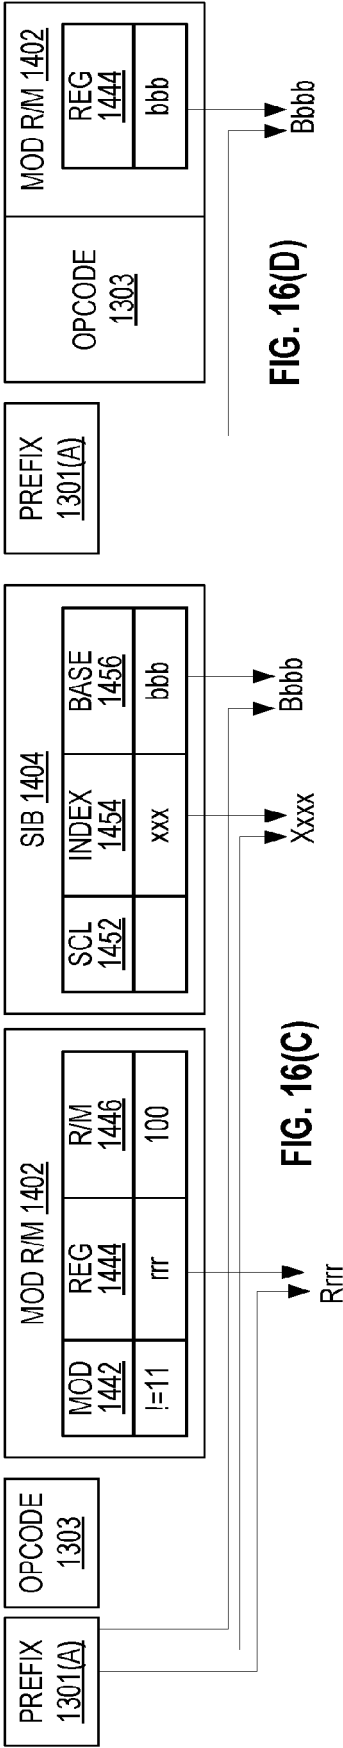 PREFIX
1301(A)
OPCODE
1303
MOD R/M 1402
MOD
1442
REG
1444
R/M
1446
!=11
rrr
100
SIB 1404
SCL
1452
INDEX
1454
BASE
1456
xxx
bbb
Rrrr
Xxxx
Bbbb
FIG. 16(C)
PREFIX
1301(A)
OPCODE
1303
MOD R/M 1402
REG
1444
bbb
Bbbb
FIG. 16(D)